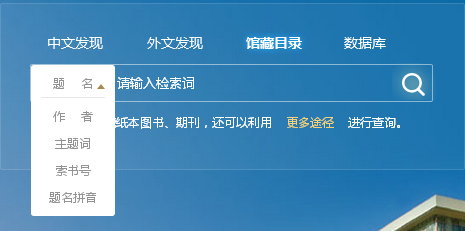 中文发现 外文发现 馆藏目录 数据库
题 名 请输入检索词
作 者 纸本图书、期刊，还可以利用 更多途径 进行查询。
主题词
索书号
题名拼音